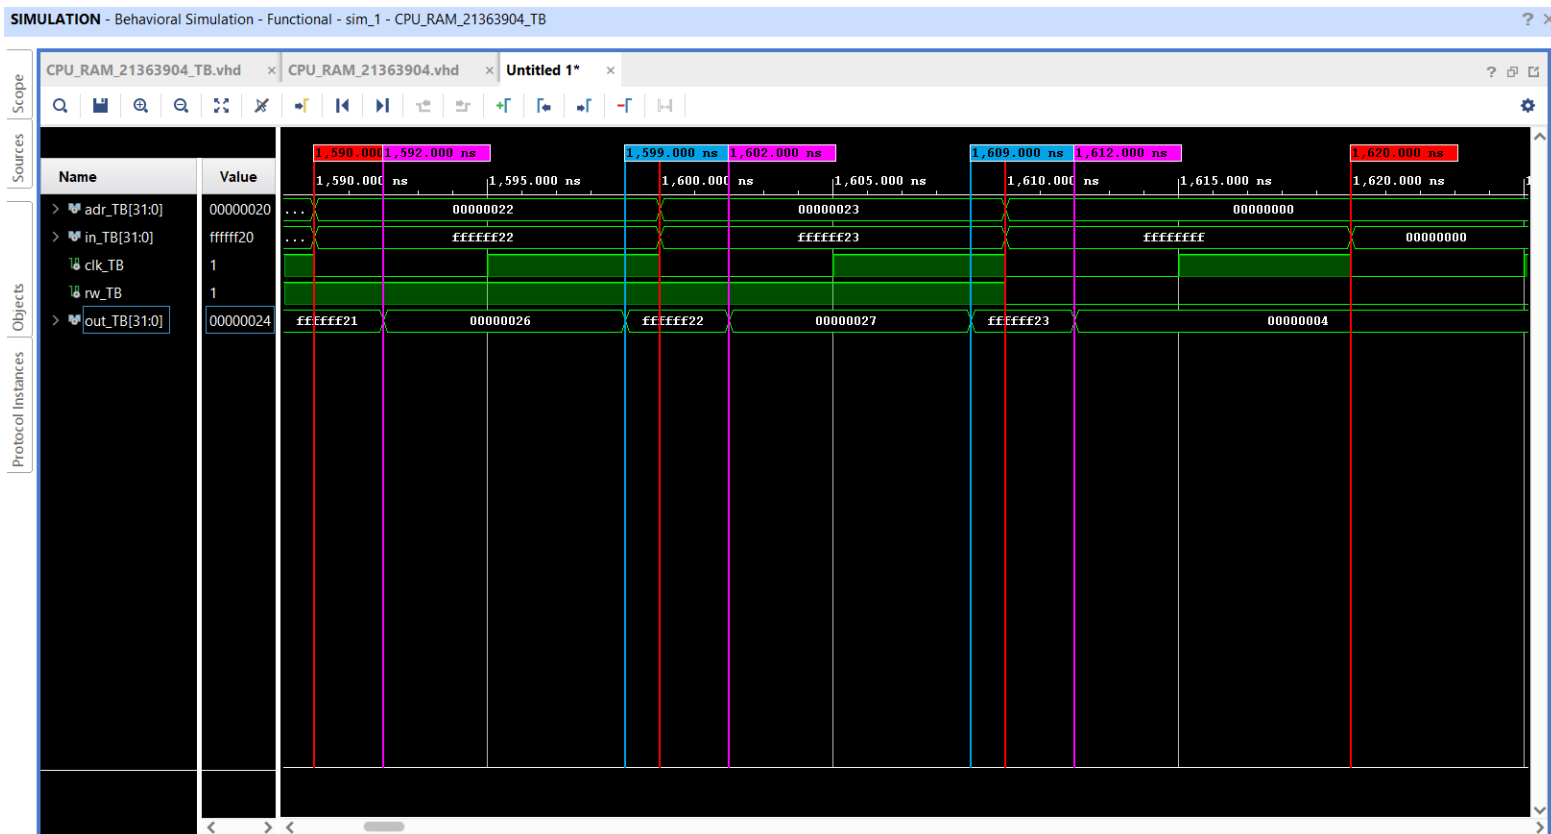 SIMULATION - Behavioral Simulation - Functional - sim_1 - CPU_RAM_21363904_TB
? ×
Scope
Sources
Objects
Protocol Instances
CPU_RAM_21363904_TB.vhd × CPU_RAM_21363904.vhd × Untitled 1* ×
?
1,590.000 1,592.000 ns 1,599.000 ns 1,602.000 ns 1,609.000 ns 1,612.000 ns 1,620.000 ns
Name Value 1,590.000 ns 1,595.000 ns 1,600.000 ns 1,605.000 ns 1,610.000 ns 1,615.000 ns 1,620.000 ns
adr_TB[31:0] 00000020 ... 00000022 00000023 00000000
in_TB[31:0] ffffff20 ... ffffff22 ffffff23 ffffffff 00000000
clk_TB 1
rw_TB 1
out_TB[31:0] 00000024 ffffff21 00000026 ffffff22 00000027 ffffff23 00000004